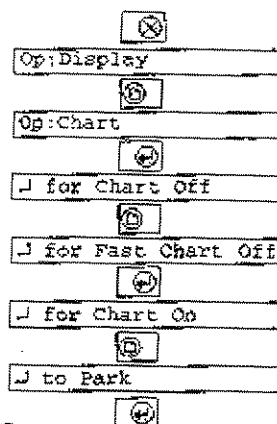 Op:Display
Op:Chart
┘ for Chart Off
┘ for Fast Chart Off
┘ for Chart On
┘ to Park